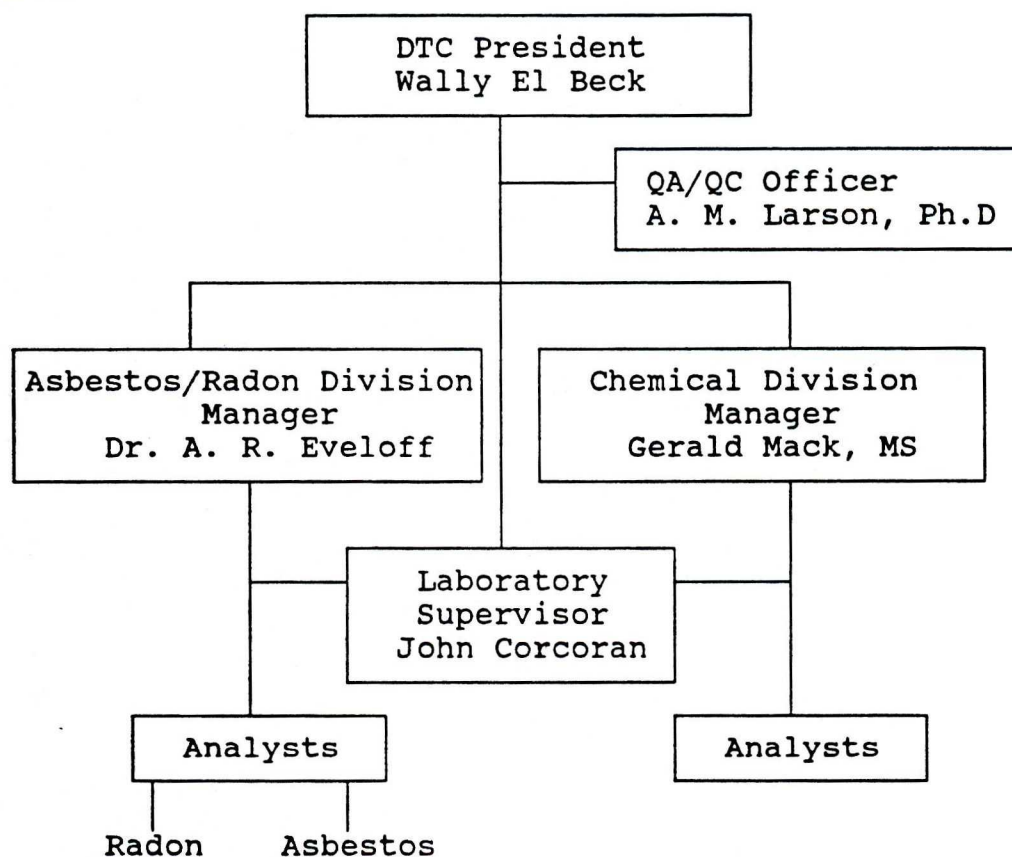 DTC President
Wally El Beck
QA/QC Officer
A. M. Larson, Ph.D
Asbestos/Radon Division
Manager
Dr. A. R. Eveloff
Chemical Division
Manager
Gerald Mack, MS
Laboratory
Supervisor
John Corcoran
Analysts
Analysts
Radon
Asbestos